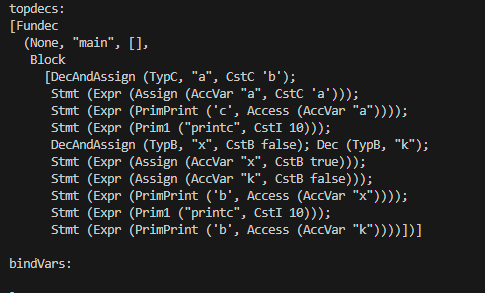 topdecs:
[Fundec
(None, "main", [],
Block
[DecAndAssign (TypC, "a", CstC 'b');
Stmt (Expr (Assign (AccVar "a", CstC 'a')));
Stmt (Expr (PrimPrint ('c', Access (AccVar "a"))));
Stmt (Expr (Prim1 ("printc", CstI 10)));
DecAndAssign (TypB, "x", CstB false); Dec (TypB, "k");
Stmt (Expr (Assign (AccVar "x", CstB true)));
Stmt (Expr (Assign (AccVar "k", CstB false)));
Stmt (Expr (PrimPrint ('b', Access (AccVar "x"))));
Stmt (Expr (Prim1 ("printc", CstI 10)));
Stmt (Expr (PrimPrint ('b', Access (AccVar "k"))))])]
bindVars: